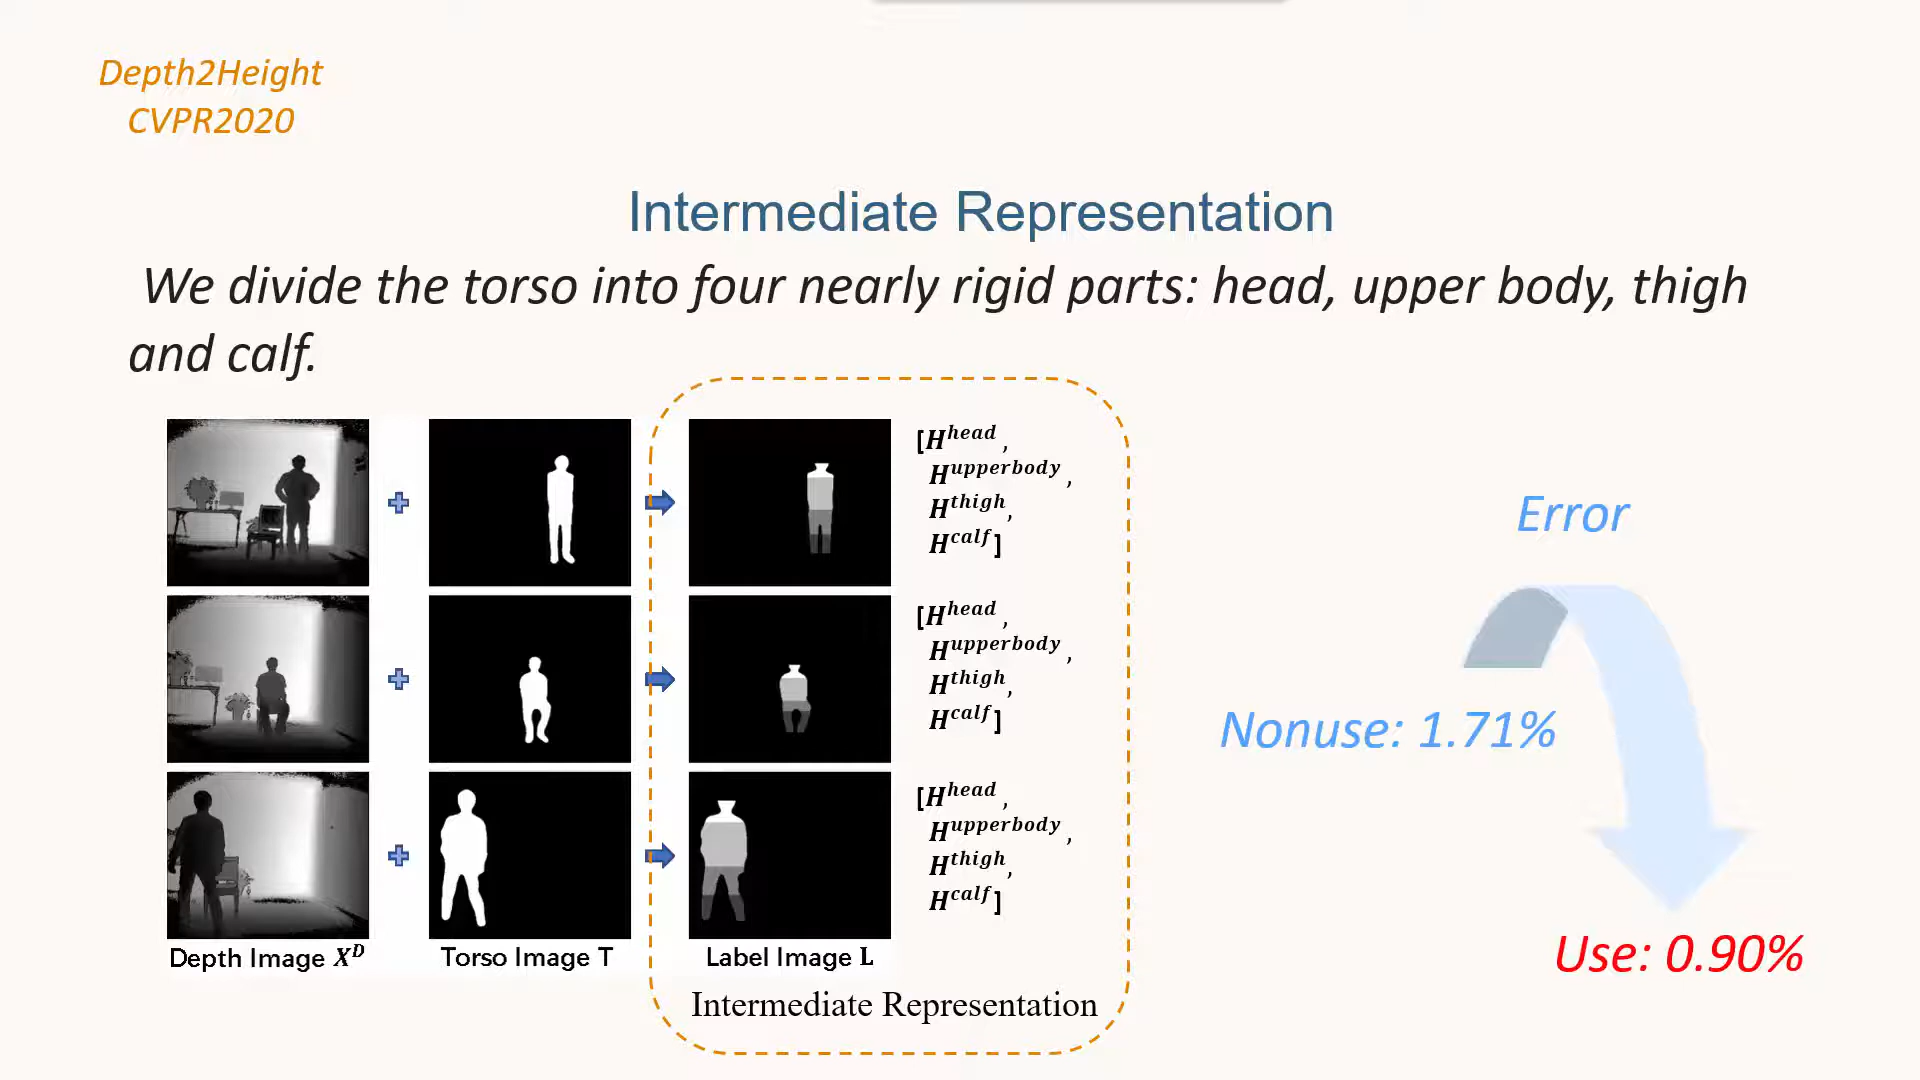 Depth2Height
CVPR2020
Intermediate Representation
We divide the torso into four nearly rigid parts: head, upper body, thigh
and calf.
[H^head,
H^upperbody,
H^thigh,
H^calf]
[H^head,
H^upperbody,
H^thigh,
H^calf]
[H^head,
H^upperbody,
H^thigh,
H^calf]
Depth Image X^D
Torso Image T
Label Image L
Intermediate Representation
Error
Nonuse: 1.71%
Use: 0.90%